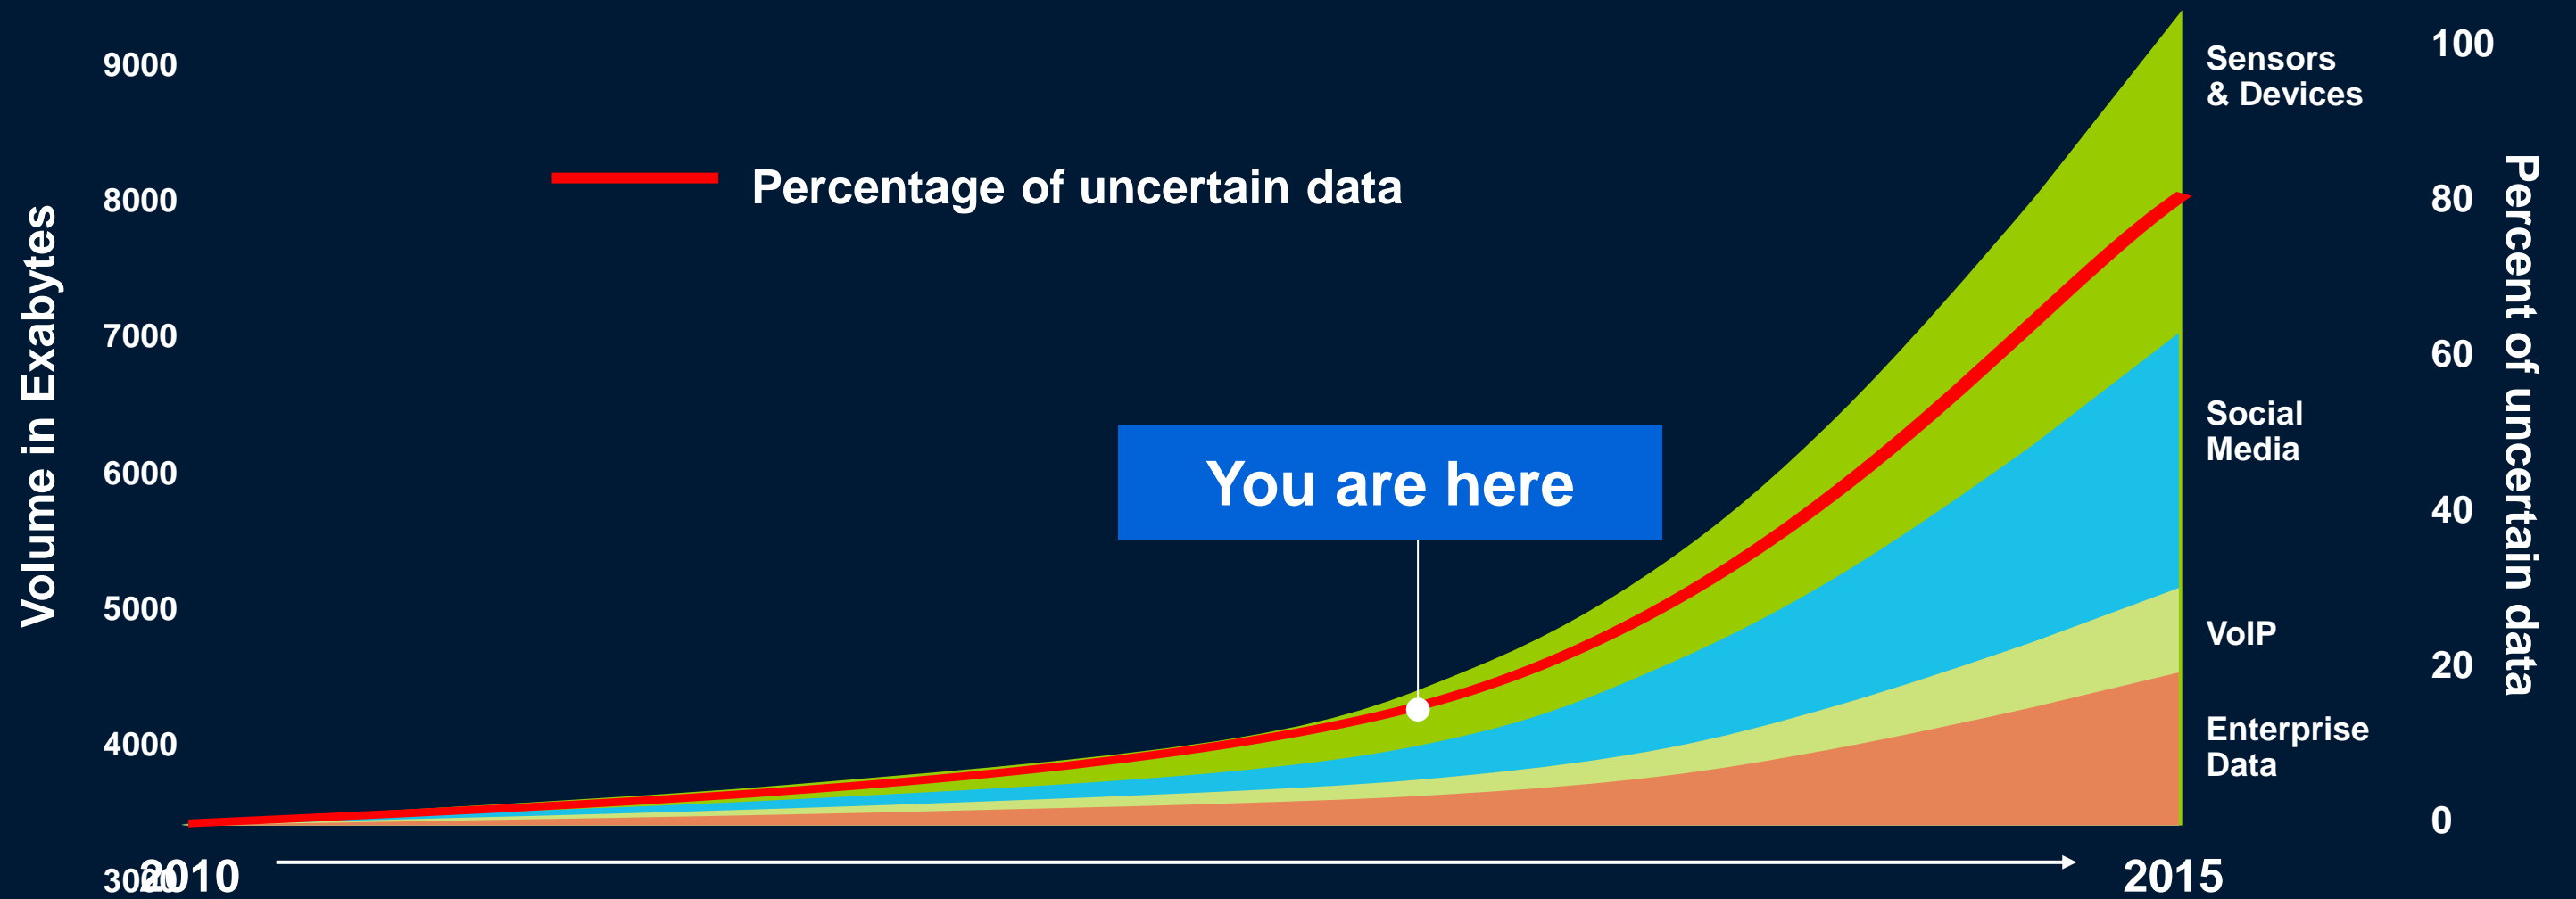 Volume in Exabytes
9000
8000
7000
6000
5000
4000
3000
Percentage of uncertain data
You are here
Sensors
& Devices
Social
Media
VoIP
Enterprise
Data
100
80
60
40
20
0
Percent of uncertain data
2010
2015